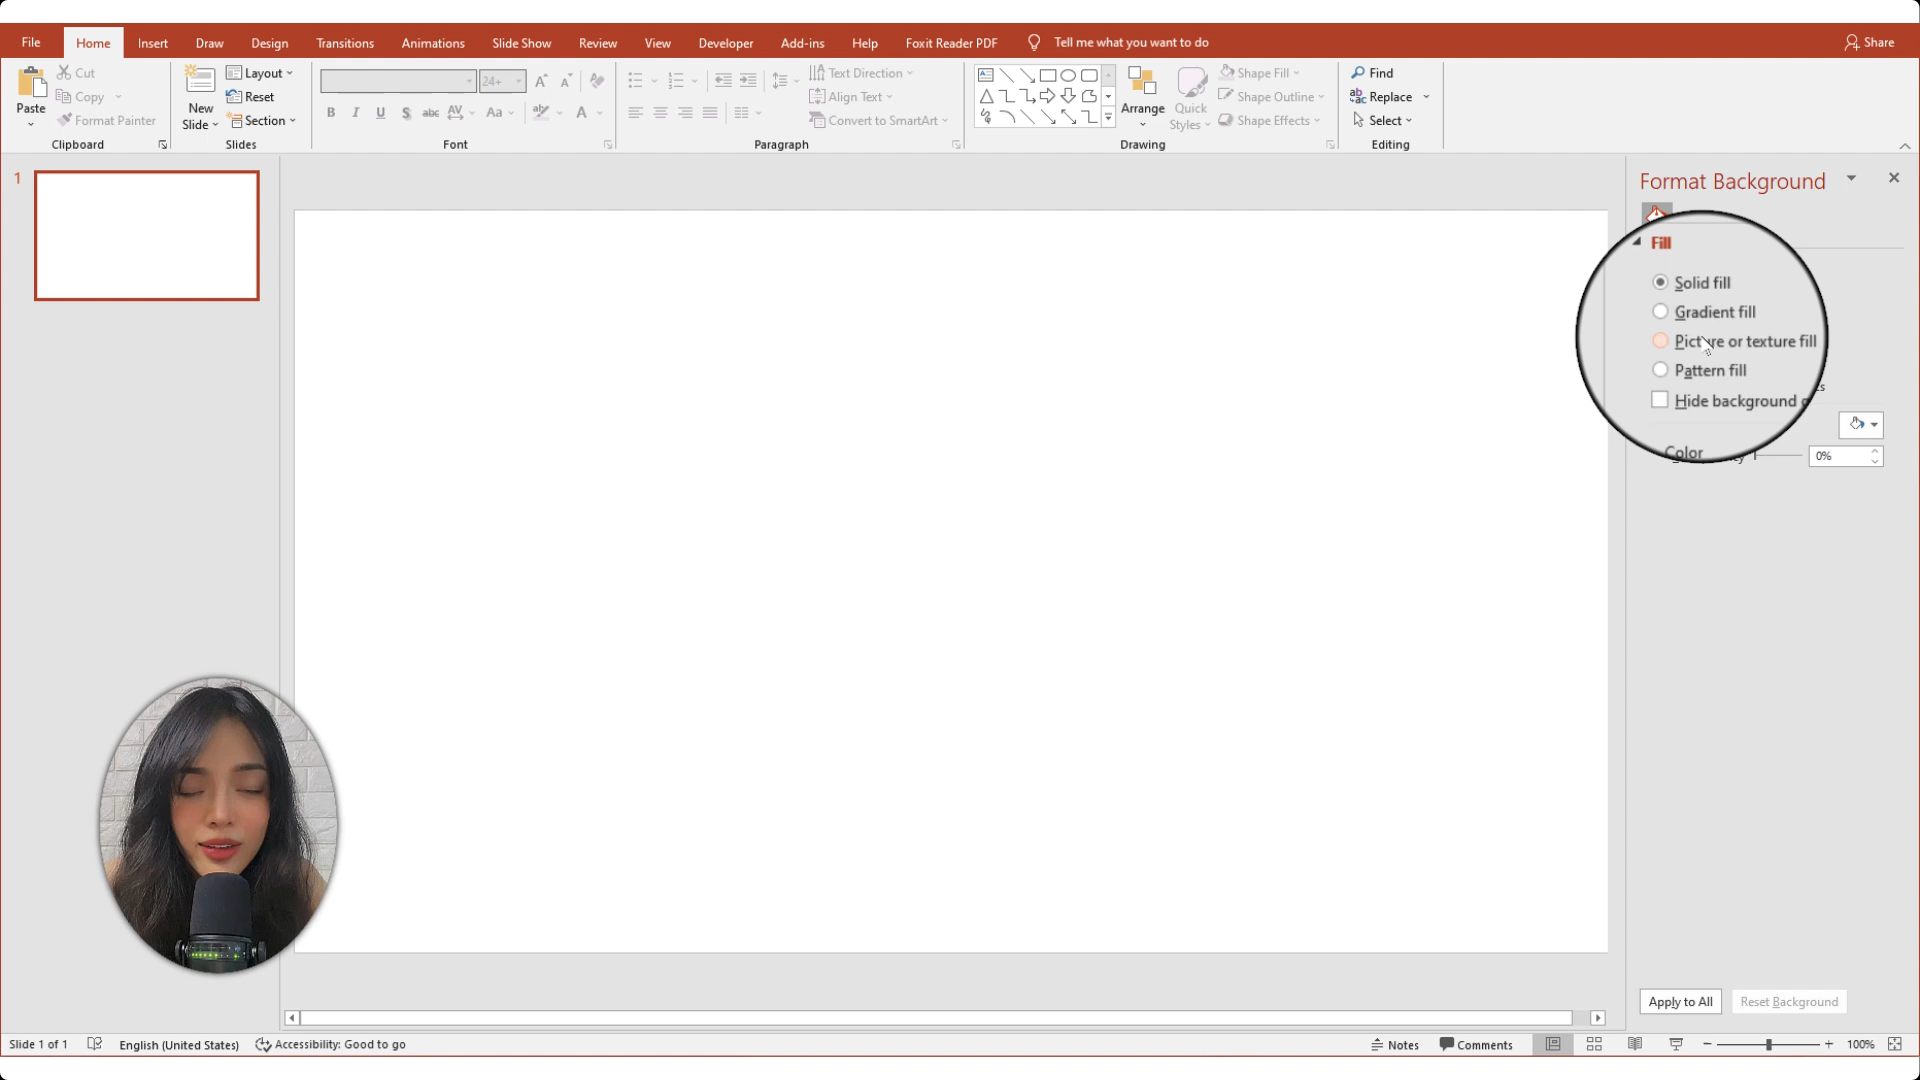 File Home Insert Draw Design Transitions Animations Slide Show Review View Developer Add-ins Help Foxit Reader PDF Tell me what you want to do Share
Paste
Cut
Copy
Format Painter
Clipboard
New
Slide
Layout
Reset
Section
Slides
24+
B I U S abc AV Aa A
Font
Text Direction
Align Text
Convert to SmartArt
Paragraph
Arrange
Quick
Styles
Shape Fill
Shape Outline
Shape Effects
Drawing
Find
Replace
Select
Editing
1
Format Background
Fill
Solid fill
Gradient fill
Picture or texture fill
Pattern fill
Hide background
Color
0%
Apply to All Reset Background
Slide 1 of 1 English (United States) Accessibility: Good to go Notes Comments 100%